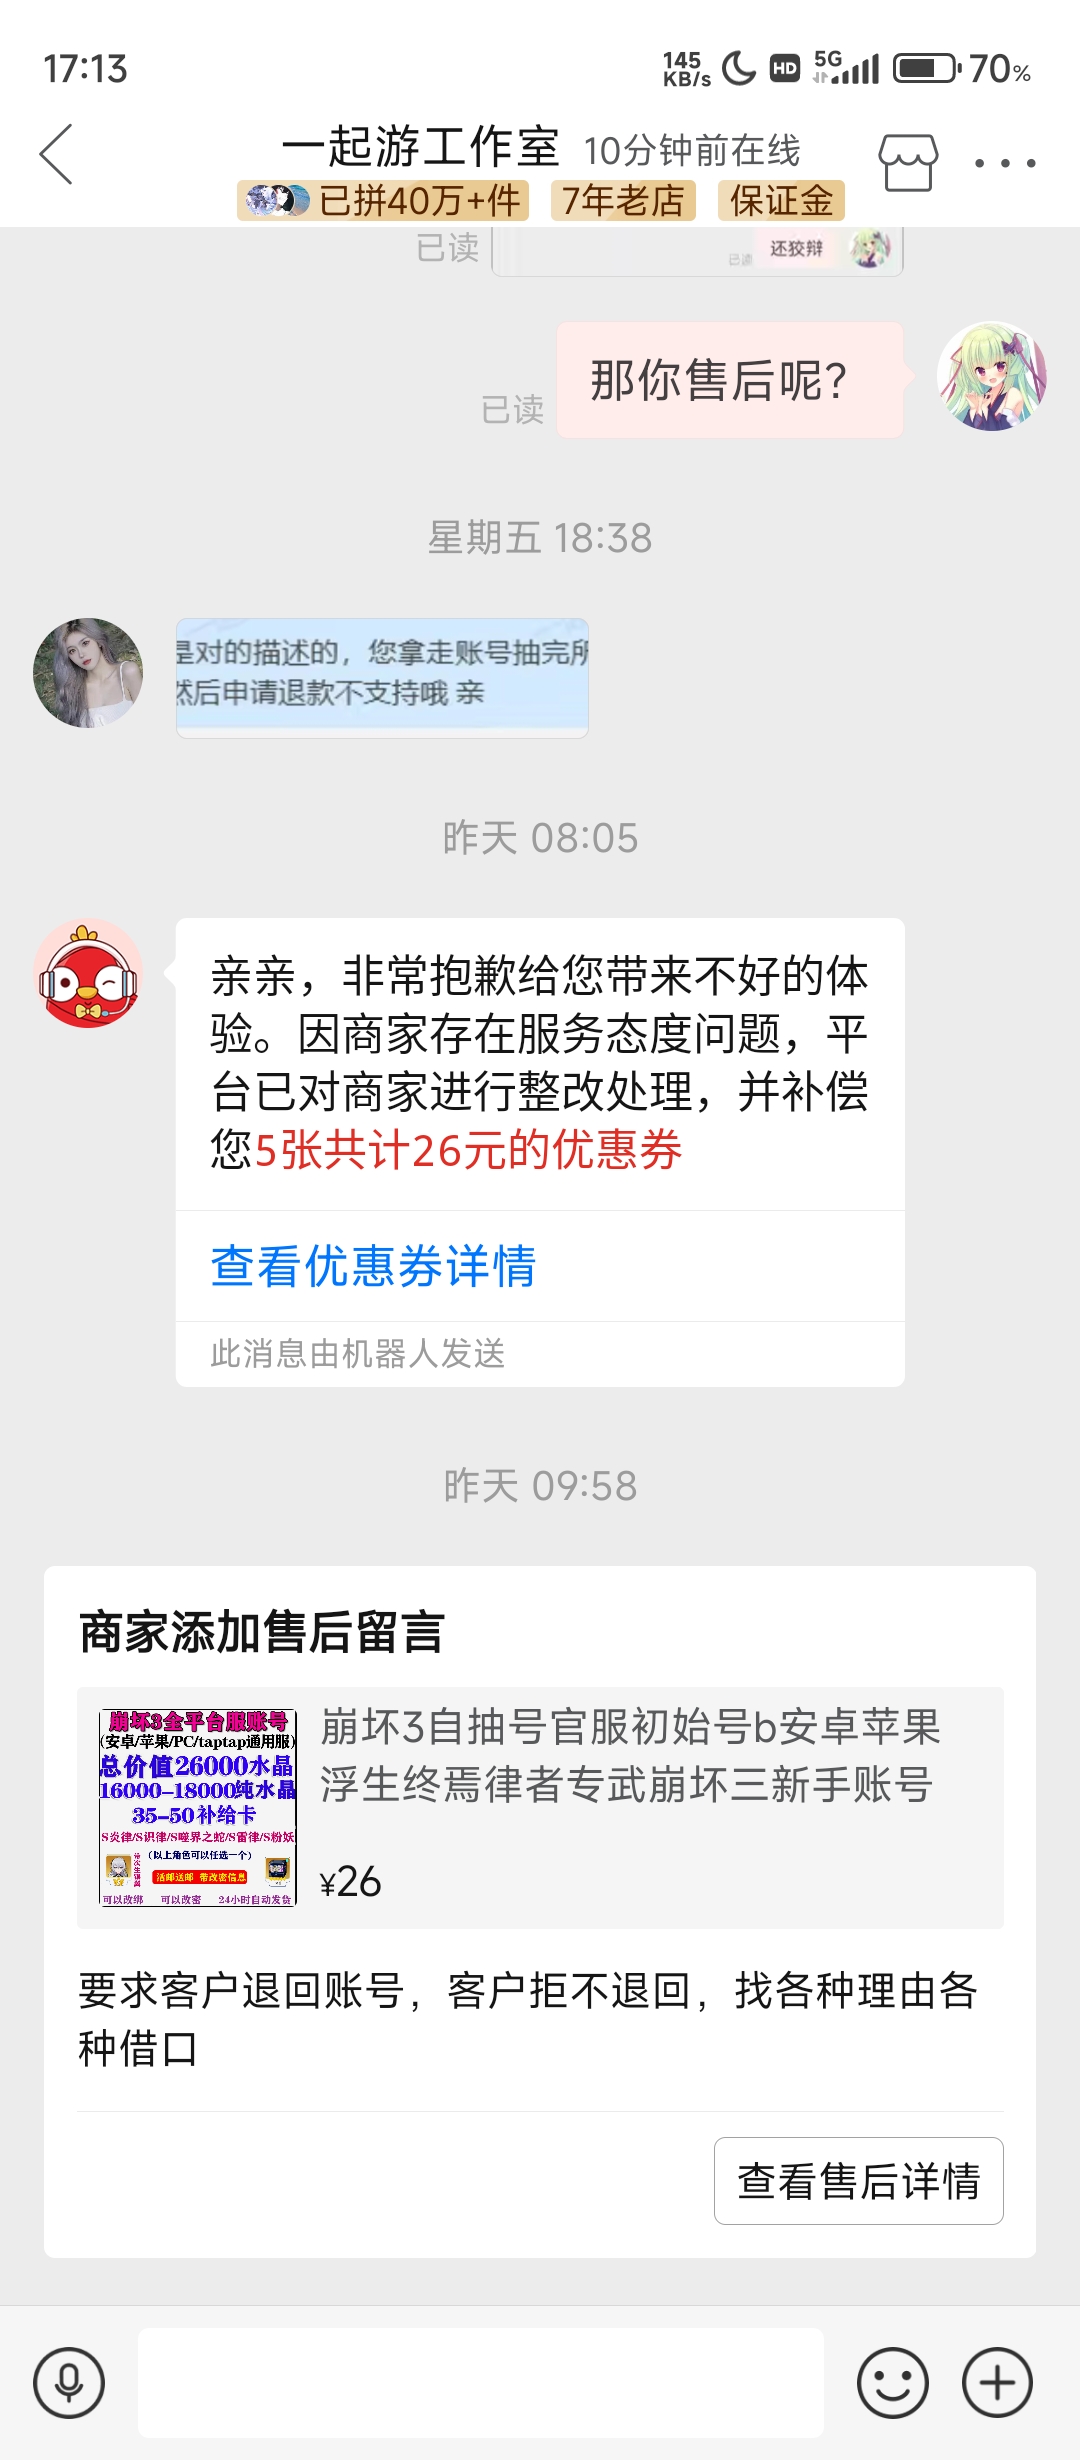 17:13
145 KB/s HD 5G 70%
一起游工作室 10分钟前在线
已拼40万+件 7年老店 保证金
已读 还狡辩
那你售后呢?
已读
星期五 18:38
是对的描述的，您拿走账号抽完所
然后申请退款不支持哦 亲
昨天 08:05
亲亲，非常抱歉给您带来不好的体
验。因商家存在服务态度问题，平
台已对商家进行整改处理，并补偿
您5张共计26元的优惠券
查看优惠券详情
此消息由机器人发送
昨天 09:58
商家添加售后留言
崩坏3全平台服账号
(安卓/苹果/PC/taptap通用服)
总价值26000水晶
16000-18000纯水晶
35-50补给卡
S炎律/S识律/S噬界之蛇/S雷律/S粉妖
(以上角色可以任选一个)
活邮送邮 带改密信息
可以改绑 可以改密 24小时自动发货
崩坏3自抽号官服初始号b安卓苹果
浮生终焉律者专武崩坏三新手账号
¥26
要求客户退回账号，客户拒不退回，找各种理由各
种借口
查看售后详情